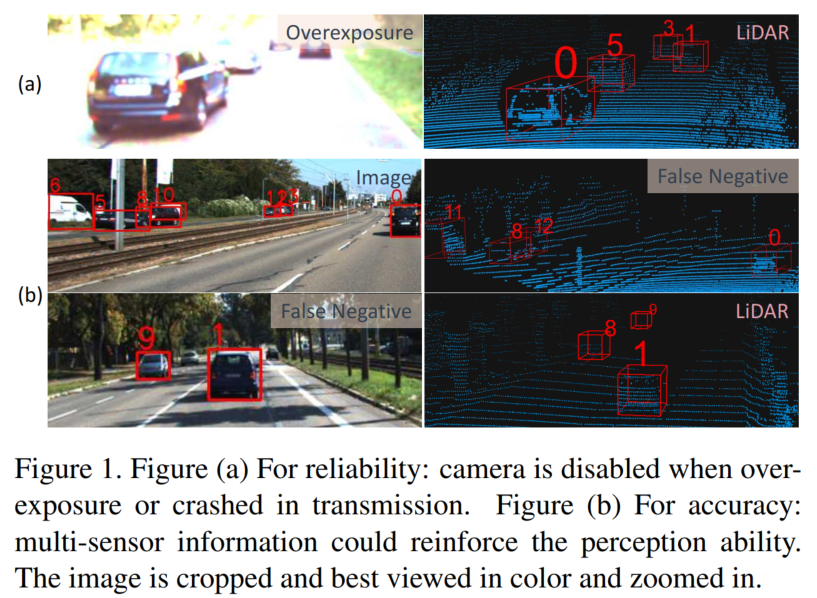 Overexposure
LiDAR
(a)
0
5
3
1
Image
False Negative
6
5
8
10
0
11
8
12
0
(b)
False Negative
LiDAR
9
1
8
9
1
Figure 1. Figure (a) For reliability: camera is disabled when over-
exposure or crashed in transmission. Figure (b) For accuracy:
multi-sensor information could reinforce the perception ability.
The image is cropped and best viewed in color and zoomed in.